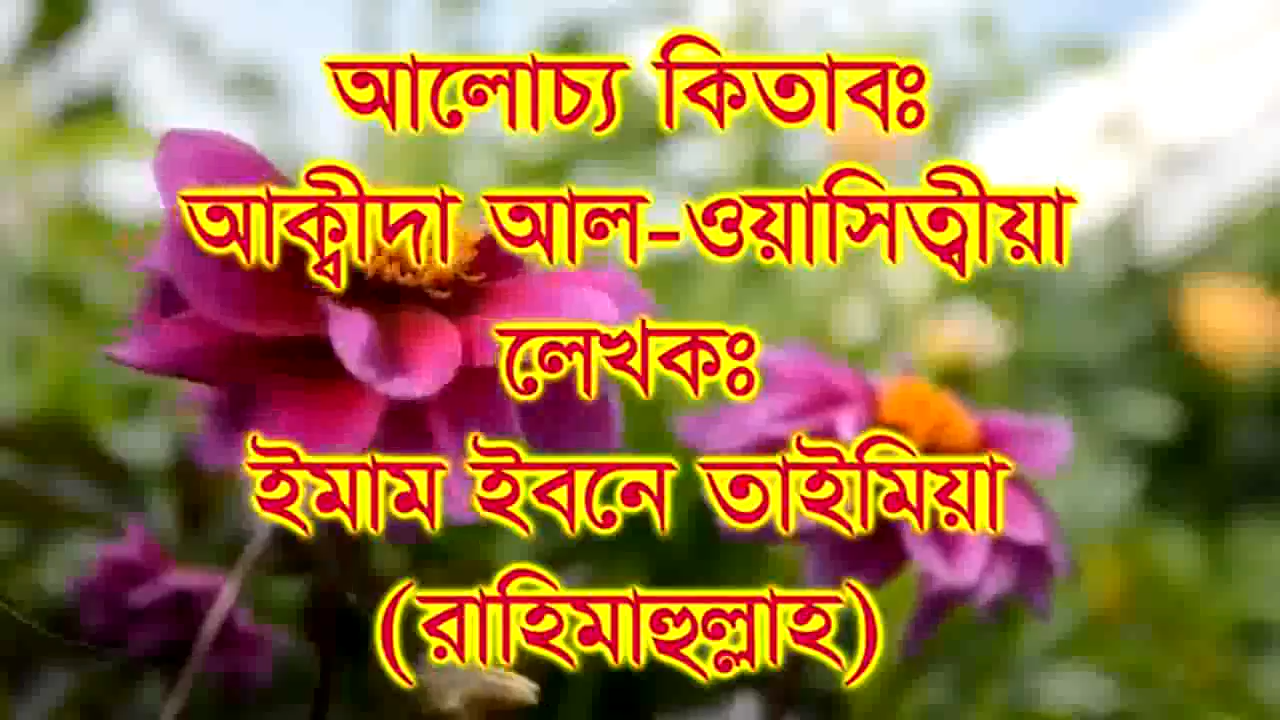 আলোচ্য কিতাবঃ
আক্বীদা আল-ওয়াসিত্বীয়া
লেখকঃ
ইমাম ইবনে তাইমিয়া
(রাহিমাহুল্লাহ)